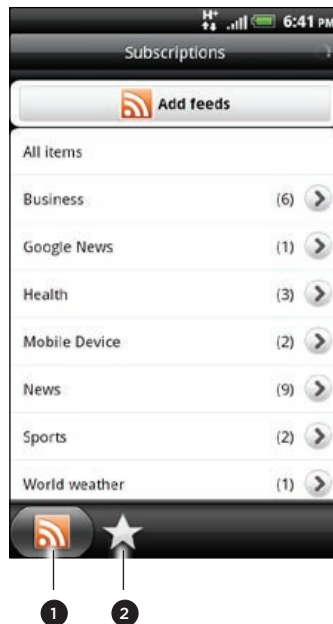 H+ 6:41 PM
Subscriptions
Add feeds
All items
Business (6)
Google News (1)
Health (3)
Mobile Device (2)
News (9)
Sports (2)
World weather (1)
1 2